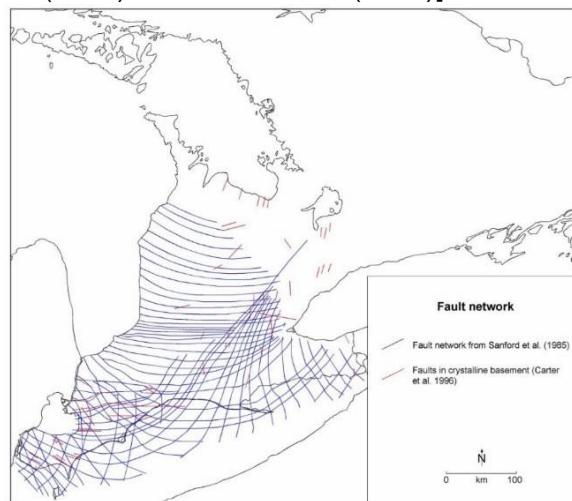 Fault network
Fault network from Sanford et al. (1985)
Faults in crystalline basement (Carter
et al. 1996)
N
0 km 100